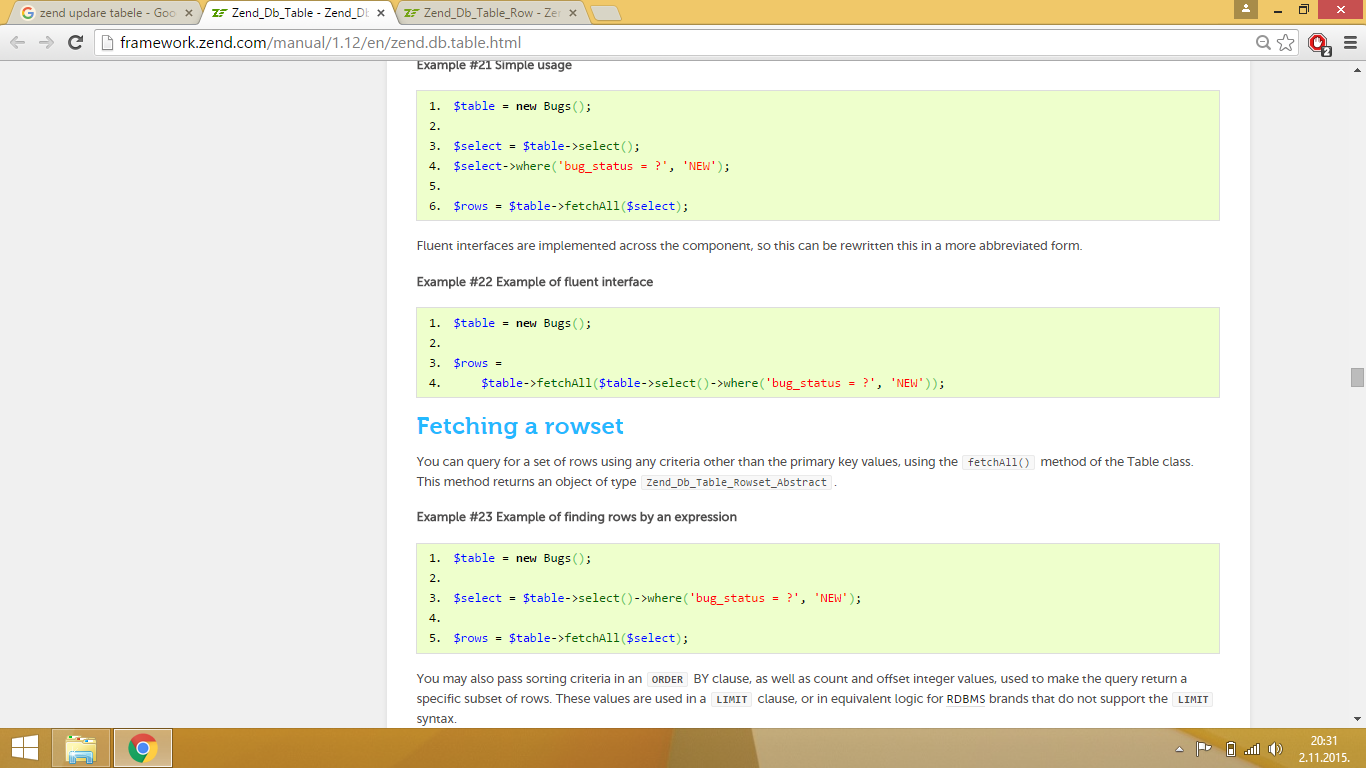 zend updare tabele - Goo
Zend_Db_Table - Zend_Db
Zend_Db_Table_Row - Zen
framework.zend.com/manual/1.12/en/zend.db.table.html
2
Example #21 Simple usage
1. $table = new Bugs();
2.
3. $select = $table->select();
4. $select->where('bug_status = ?', 'NEW');
5.
6. $rows = $table->fetchAll($select);
Fluent interfaces are implemented across the component, so this can be rewritten this in a more abbreviated form.
Example #22 Example of fluent interface
1. $table = new Bugs();
2.
3. $rows =
4. $table->fetchAll($table->select()->where('bug_status = ?', 'NEW'));
Fetching a rowset
You can query for a set of rows using any criteria other than the primary key values, using the fetchAll() method of the Table class.
This method returns an object of type Zend_Db_Table_Rowset_Abstract .
Example #23 Example of finding rows by an expression
1. $table = new Bugs();
2.
3. $select = $table->select()->where('bug_status = ?', 'NEW');
4.
5. $rows = $table->fetchAll($select);
You may also pass sorting criteria in an ORDER BY clause, as well as count and offset integer values, used to make the query return a
specific subset of rows. These values are used in a LIMIT clause, or in equivalent logic for RDBMS brands that do not support the LIMIT
syntax.
20:31
2.11.2015.